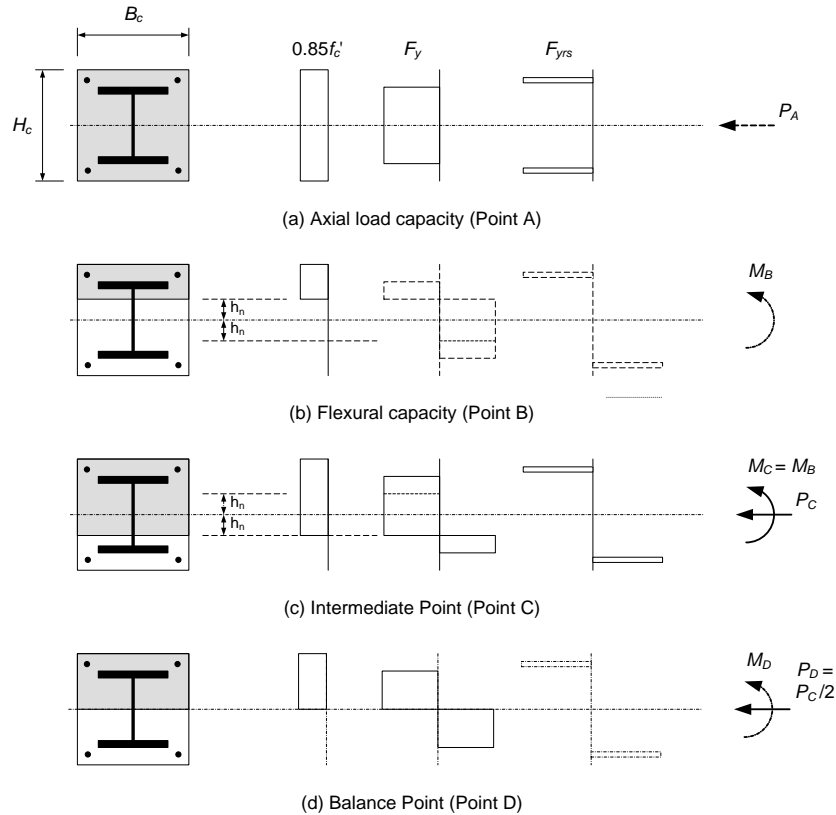 B_c
0.85f_c'
F_y
F_yrs
H_c
P_A
(a) Axial load capacity (Point A)
h_n
h_n
M_B
(b) Flexural capacity (Point B)
M_C = M_B
h_n
h_n
P_C
(c) Intermediate Point (Point C)
M_D
P_D =
P_C/2
(d) Balance Point (Point D)